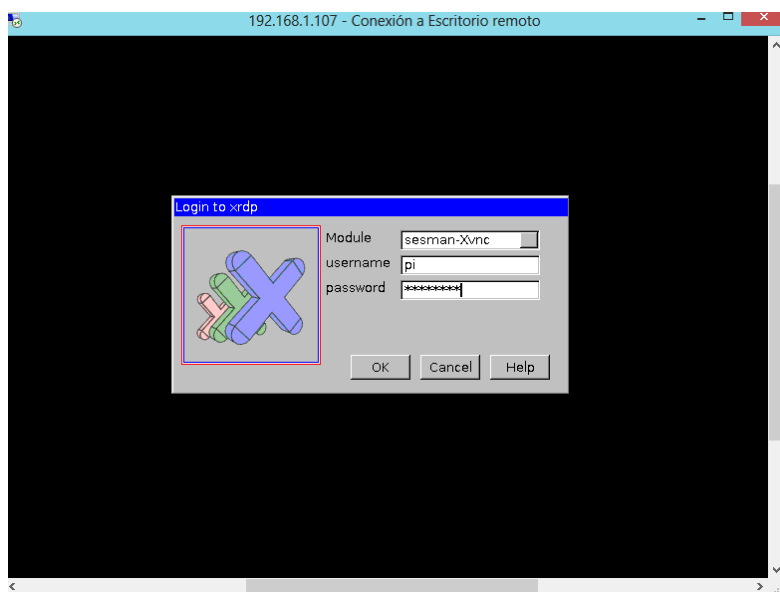 192.168.1.107 - Conexión a Escritorio remoto
Login to xrdp
Module sesman-Xvnc
username pi
password ********
OK Cancel Help